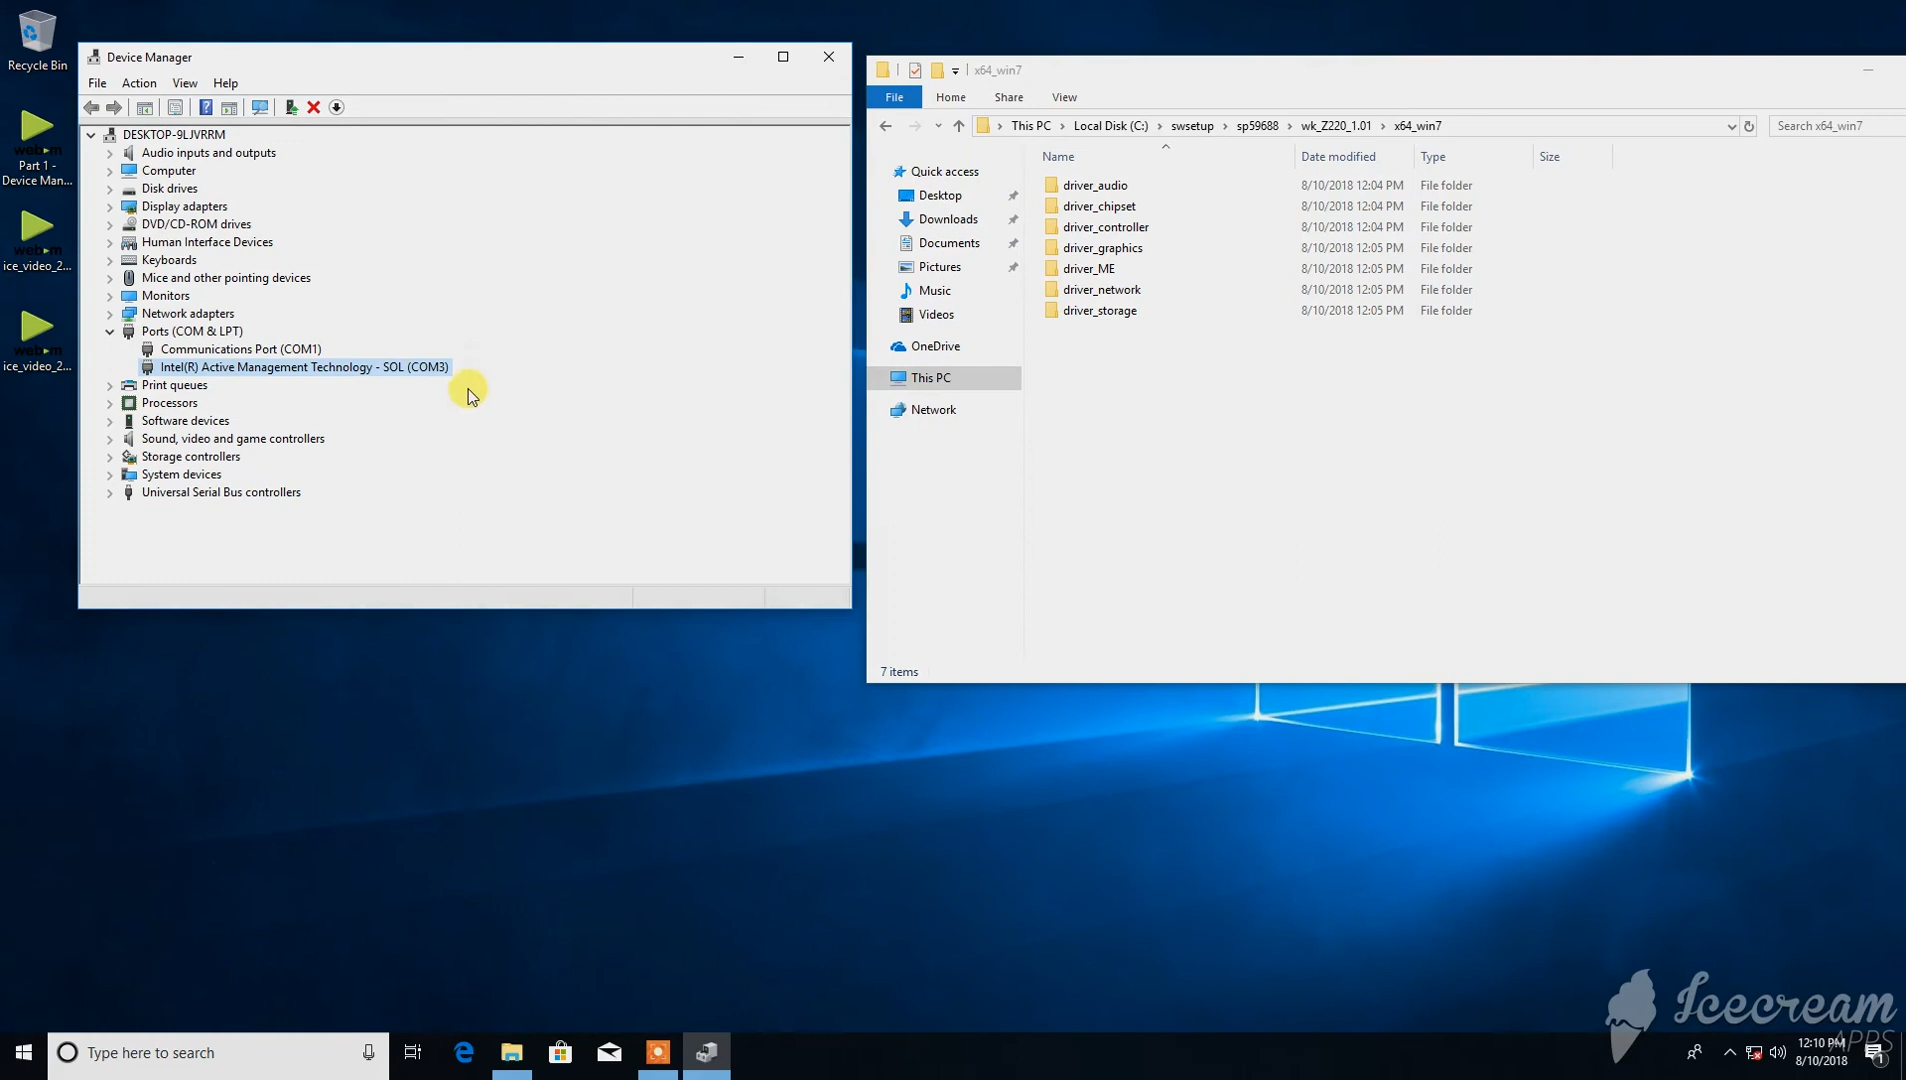 Recycle Bin
Part 1 -
Device Man...
ice_video_2...
ice_video_2...
Device Manager
File Action View Help
DESKTOP-9LJVRRM
Audio inputs and outputs
Computer
Disk drives
Display adapters
DVD/CD-ROM drives
Human Interface Devices
Keyboards
Mice and other pointing devices
Monitors
Network adapters
Ports (COM & LPT)
Communications Port (COM1)
Intel(R) Active Management Technology - SOL (COM3)
Print queues
Processors
Software devices
Sound, video and game controllers
Storage controllers
System devices
Universal Serial Bus controllers
x64_win7
File Home Share View
This PC Local Disk (C:) swsetup sp59688 wk_Z220_1.01 x64_win7 Search x64_win7
Name Date modified Type Size
Quick access
Desktop
Downloads
Documents
Pictures
Music
Videos
OneDrive
This PC
Network
driver_audio 8/10/2018 12:04 PM File folder
driver_chipset 8/10/2018 12:04 PM File folder
driver_controller 8/10/2018 12:04 PM File folder
driver_graphics 8/10/2018 12:05 PM File folder
driver_ME 8/10/2018 12:05 PM File folder
driver_network 8/10/2018 12:05 PM File folder
driver_storage 8/10/2018 12:05 PM File folder
7 items
Icecream
APPS
Type here to search
12:10 PM
8/10/2018
1